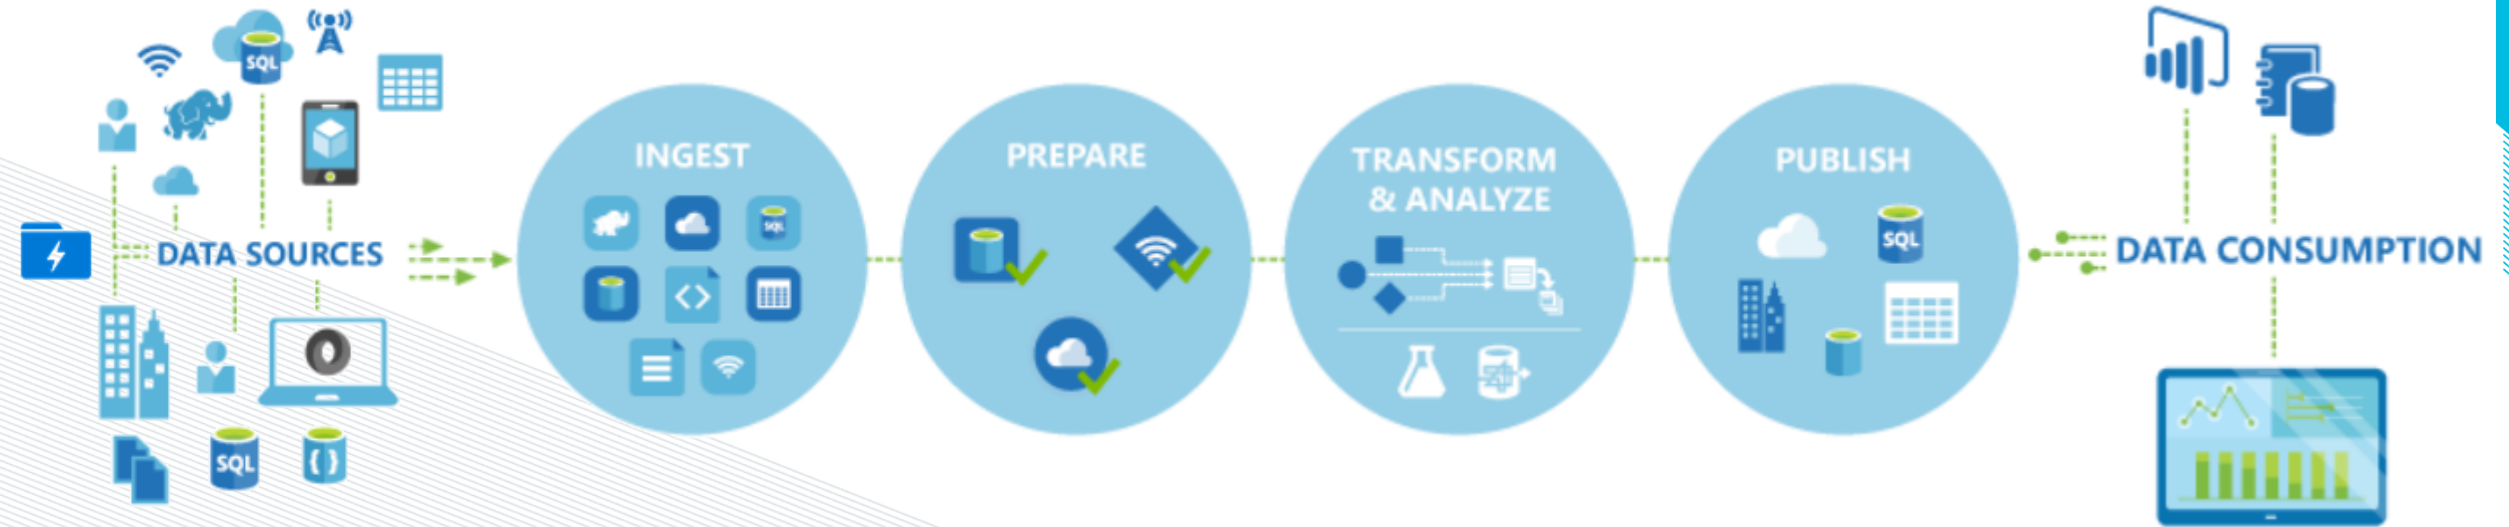 SQL
DATA SOURCES
SQL
{ }
INGEST
SQL
<>
PREPARE
TRANSFORM
& ANALYZE
PUBLISH
SQL
DATA CONSUMPTION